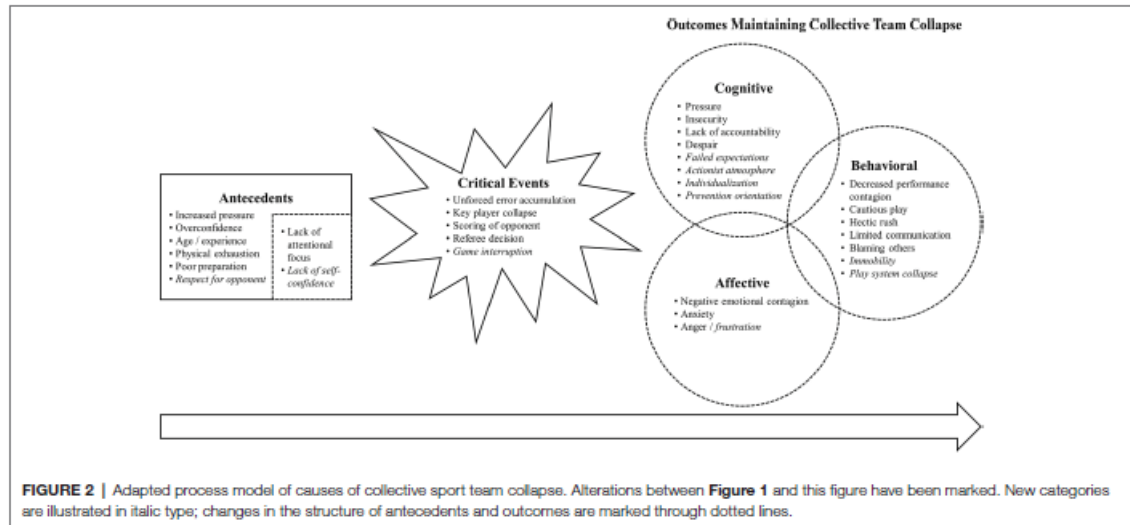 Outcomes Maintaining Collective Team Collapse
Antecedents
• Increased pressure
• Overconfidence
• Age / experience
• Physical exhaustion
• Poor preparation
• Respect for opponent
• Lack of
attentional
focus
• Lack of self-
confidence
Critical Events
• Unforced error accumulation
• Key player collapse
• Scoring of opponent
• Referee decision
• Game interruption
Cognitive
• Pressure
• Insecurity
• Lack of accountability
• Despair
• Failed expectations
• Actionist atmosphere
• Individualization
• Prevention orientation
Behavioral
• Decreased performance
contagion
• Cautious play
• Hectic rush
• Limited communication
• Blaming others
• Immobility
• Play system collapse
Affective
• Negative emotional contagion
• Anxiety
• Anger / frustration
FIGURE 2 | Adapted process model of causes of collective sport team collapse. Alterations between Figure 1 and this figure have been marked. New categories
are illustrated in italic type; changes in the structure of antecedents and outcomes are marked through dotted lines.